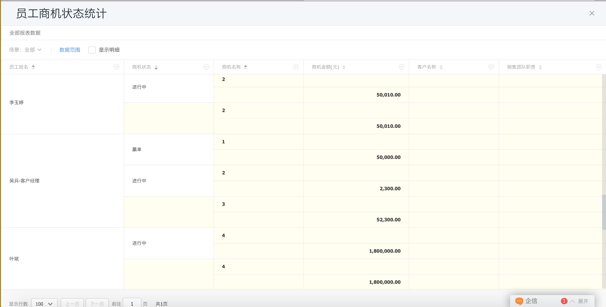 员工商机状态统计
全部报表数据
场景: 全部 数据范围 显示明细
员工姓名 商机状态 商机名称 商机金额(元) 客户名称 销售团队职责
李玉婷 进行中 2
50,010.00
2
50,010.00
吴兵-客户经理 赢单 1
50,000.00
进行中 2
2,300.00
3
52,300.00
叶斌 进行中 4
1,800,000.00
4
1,800,000.00
显示行数 100 上一页 下一页 前往 1 页 共1页
企信 展开